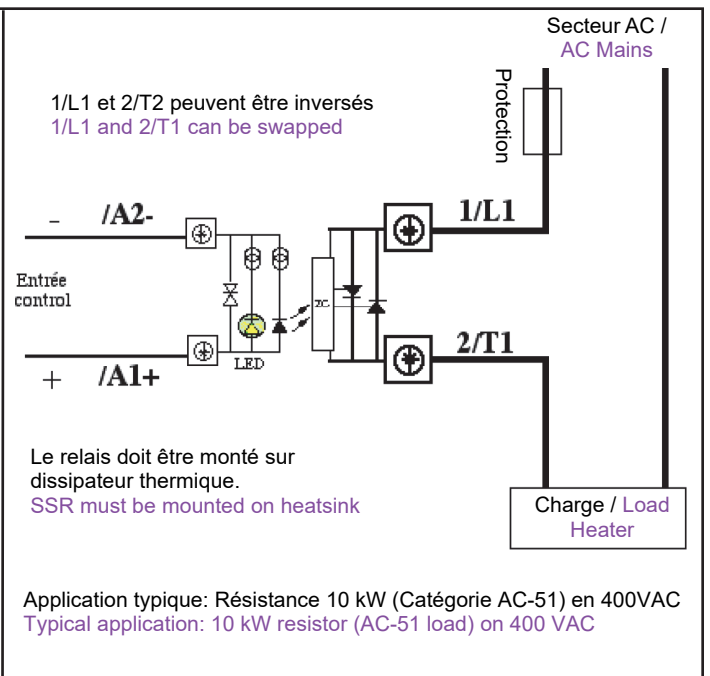 Secteur AC /
AC Mains
Protection
1/L1 et 2/T2 peuvent être inversés
1/L1 and 2/T1 can be swapped
- /A2-
1/L1
Entrée
control
ZC
LED
+ /A1+
2/T1
Le relais doit être monté sur
dissipateur thermique.
SSR must be mounted on heatsink
Charge / Load
Heater
Application typique: Résistance 10 kW (Catégorie AC-51) en 400VAC
Typical application: 10 kW resistor (AC-51 load) on 400 VAC